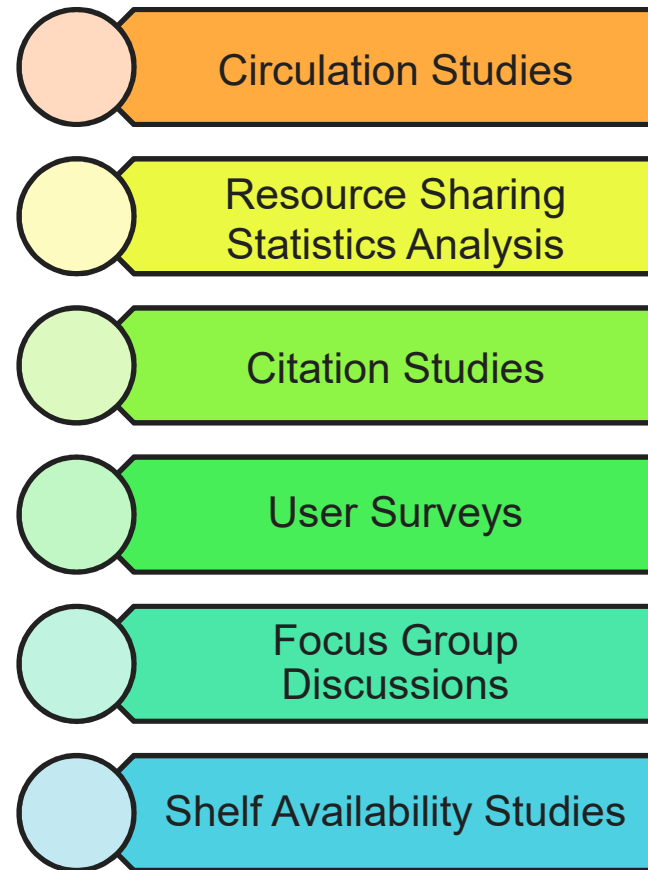 Circulation Studies
Resource Sharing
Statistics Analysis
Citation Studies
User Surveys
Focus Group
Discussions
Shelf Availability Studies